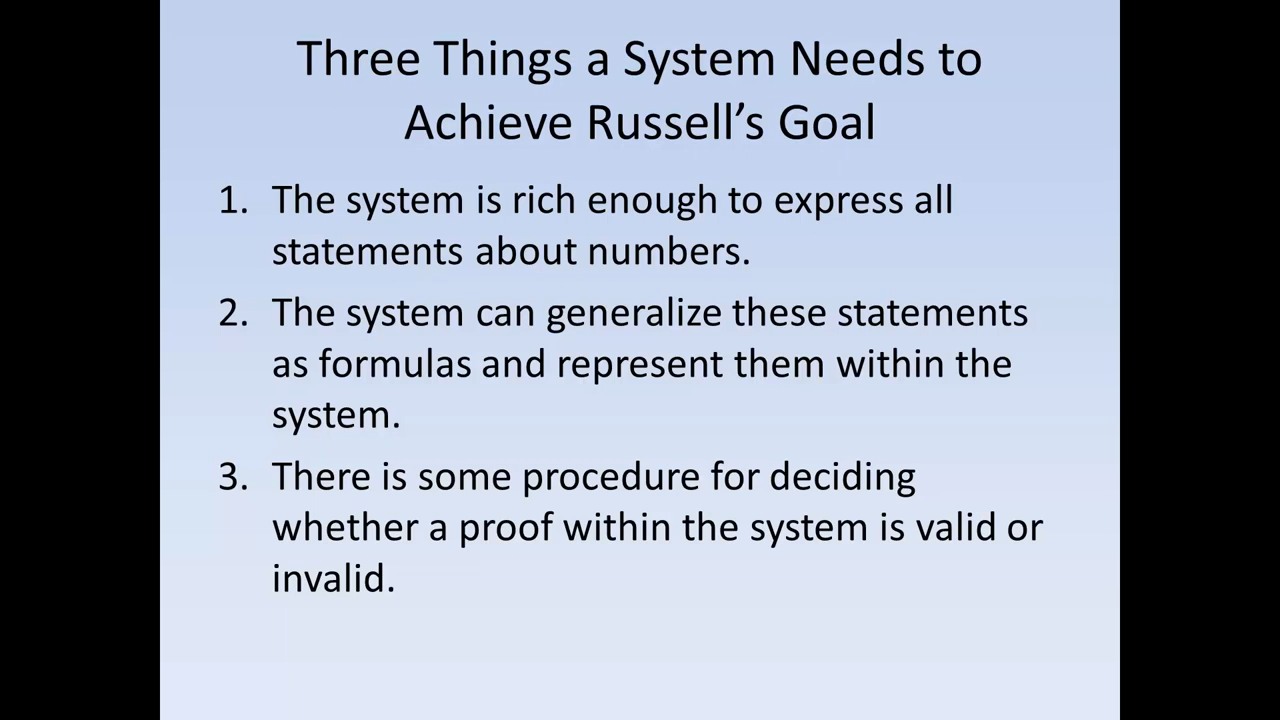 Three Things a System Needs to
Achieve Russell’s Goal
1. The system is rich enough to express all
statements about numbers.
2. The system can generalize these statements
as formulas and represent them within the
system.
3. There is some procedure for deciding
whether a proof within the system is valid or
invalid.